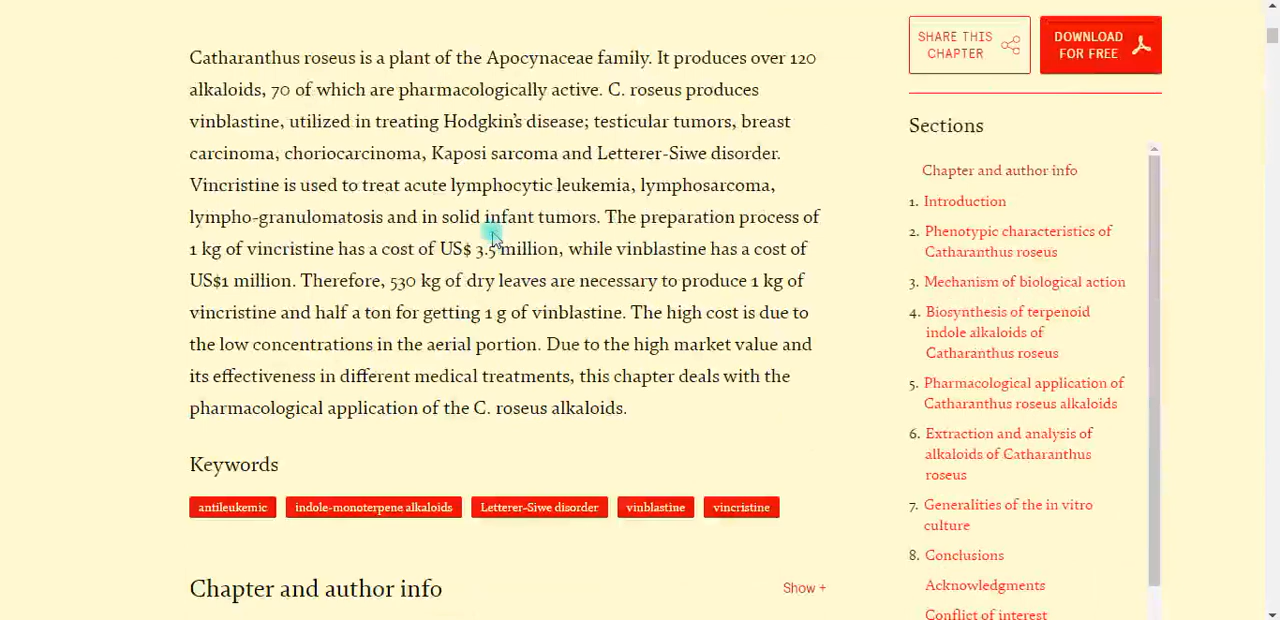 Catharanthus roseus is a plant of the Apocynaceae family. It produces over 120
alkaloids, 70 of which are pharmacologically active. C. roseus produces
vinblastine, utilized in treating Hodgkin's disease; testicular tumors, breast
carcinoma, choriocarcinoma, Kaposi sarcoma and Letterer-Siwe disorder.
Vincristine is used to treat acute lymphocytic leukemia, lymphosarcoma,
lympho-granulomatosis and in solid infant tumors. The preparation process of
1 kg of vincristine has a cost of US$ 3.5 million, while vinblastine has a cost of
US$1 million. Therefore, 530 kg of dry leaves are necessary to produce 1 kg of
vincristine and half a ton for getting 1 g of vinblastine. The high cost is due to
the low concentrations in the aerial portion. Due to the high market value and
its effectiveness in different medical treatments, this chapter deals with the
pharmacological application of the C. roseus alkaloids.
Keywords
antileukemic
indole-monoterpene alkaloids
Letterer-Siwe disorder
vinblastine
vincristine
Chapter and author info
Show +
SHARE THIS
CHAPTER
DOWNLOAD
FOR FREE
Sections
Chapter and author info
1. Introduction
2. Phenotypic characteristics of
Catharanthus roseus
3. Mechanism of biological action
4. Biosynthesis of terpenoid
indole alkaloids of
Catharanthus roseus
5. Pharmacological application of
Catharanthus roseus alkaloids
6. Extraction and analysis of
alkaloids of Catharanthus
roseus
7. Generalities of the in vitro
culture
8. Conclusions
Acknowledgments
Conflict of interest